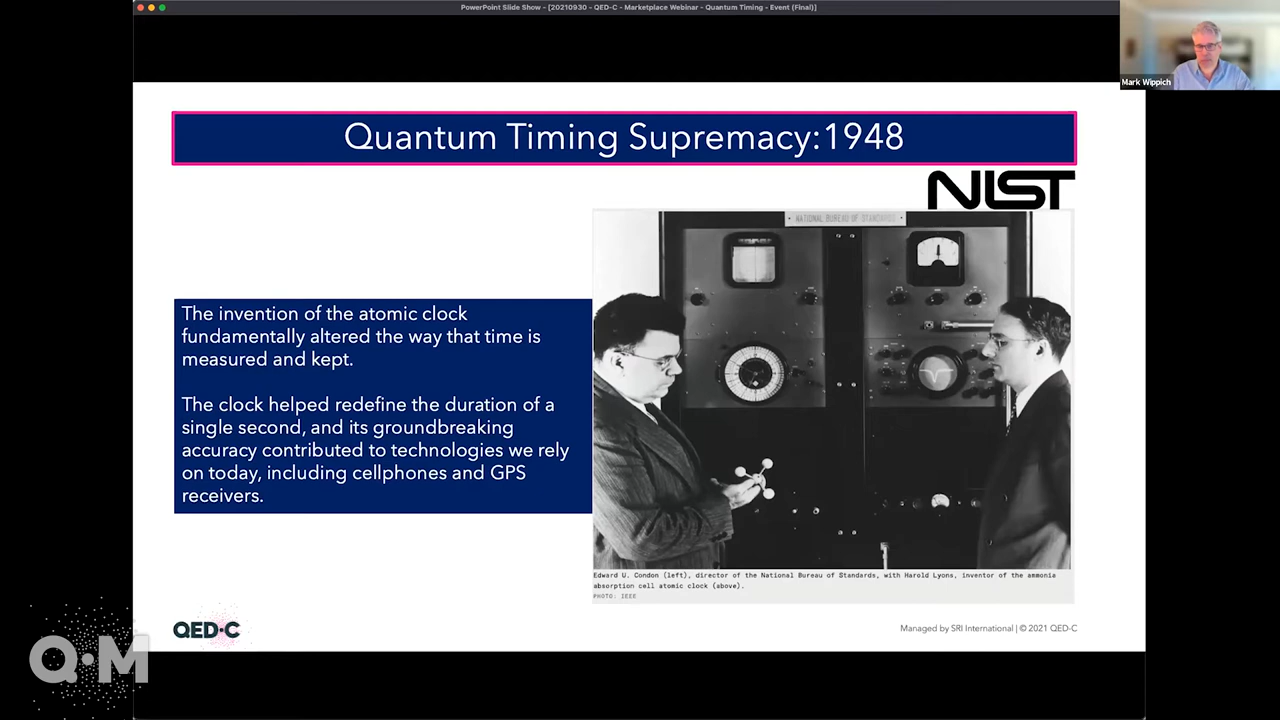 PowerPoint Slide Show - [20210930 - QED-C - Marketplace Webinar - Quantum Timing - Event (Final)]
Mark Wippich
Quantum Timing Supremacy:1948
NIST
• NATIONAL BUREAU OF STANDARDS •
The invention of the atomic clock
fundamentally altered the way that time is
measured and kept.
The clock helped redefine the duration of a
single second, and its groundbreaking
accuracy contributed to technologies we rely
on today, including cellphones and GPS
receivers.
Edward U. Condon (left), director of the National Bureau of Standards, with Harold Lyons, inventor of the ammonia
absorption cell atomic clock (above).
PHOTO: IEEE
QED-C
Managed by SRI International | © 2021 QED-C
Q·M